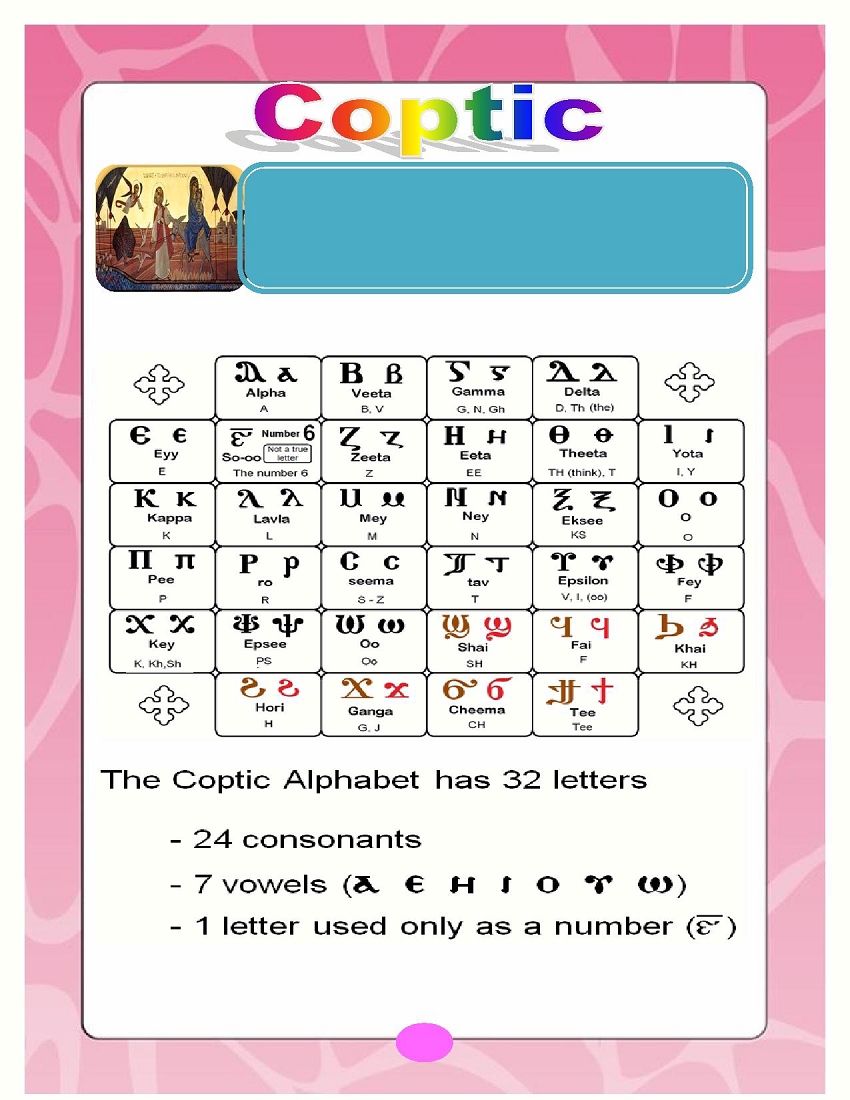 Coptic
Ⲁ ⲁ Ⲃ ⲃ Ⲅ ⲅ Ⲇ ⲇ
Alpha Veeta Gamma Delta
A B, V G, N, Gh D, Th (the)
Ⲉ ⲉ ⲋ̅ Number 6 Ⲍ ⲍ Ⲏ ⲏ Ⲑ ⲑ Ⲓ ⲓ
Eyy So-oo Not a true letter Zeeta Eeta Theeta Yota
E The number 6 Z EE TH (think), T I, Y
Ⲕ ⲕ Ⲗ ⲗ Ⲙ ⲙ Ⲛ ⲛ Ⲝ ⲝ Ⲟ ⲟ
Kappa Lavla Mey Ney Eksee O
K L M N KS O
Ⲡ ⲡ Ⲣ ⲣ Ⲥ ⲥ Ⲧ ⲧ Ⲩ ⲩ Ⲫ ⲫ
Pee ro seema tav Epsilon Fey
P R S - Z T V, I, (oo) F
Ⲭ ⲭ Ⲯ ⲯ Ⲱ ⲱ Ϣ ϣ Ϥ ϥ Ϧ ϧ
Key Epsee Oo Shai Fai Khai
K, Kh,Sh PS Oo SH F KH
Ϩ ϩ Ϫ ϫ Ϭ ϭ Ϯ ϯ
Hori Ganga Cheema Tee
H G, J CH Tee
The Coptic Alphabet has 32 letters
- 24 consonants
- 7 vowels (ⲁ ⲉ ⲏ ⲓ ⲟ ⲩ ⲱ)
- 1 letter used only as a number (ⲋ̅)